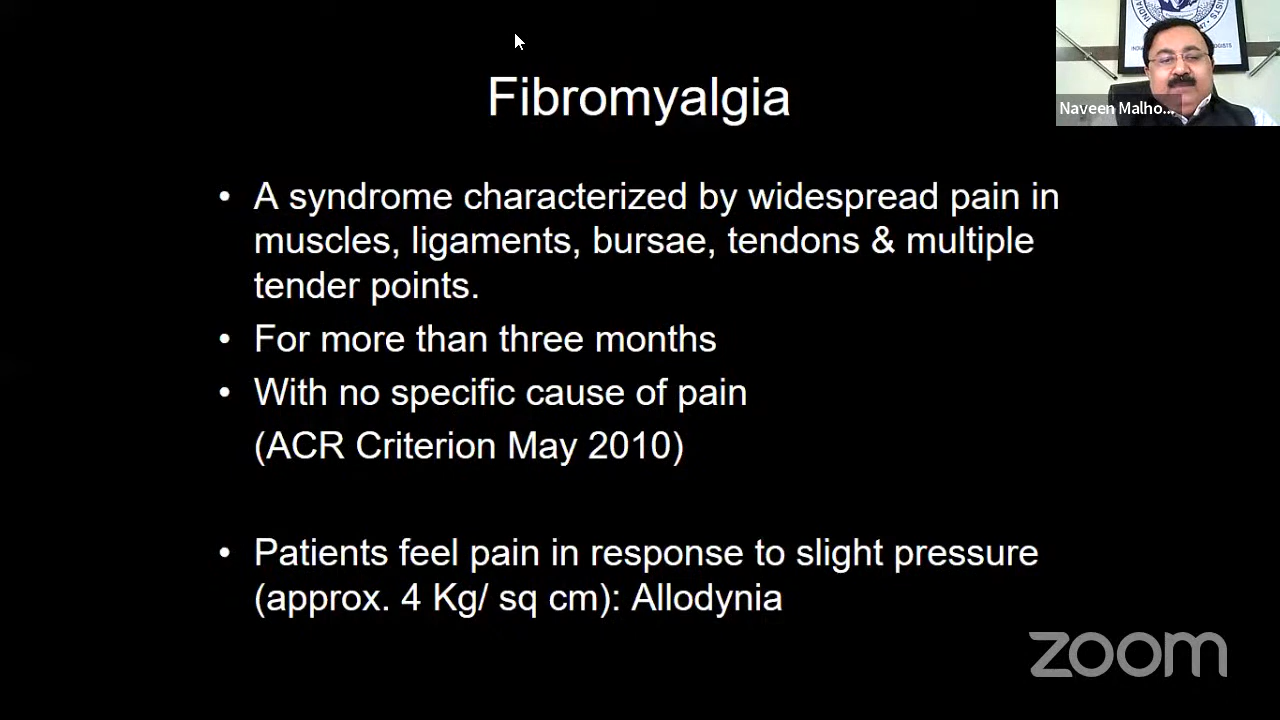 Fibromyalgia
Naveen Malho...
• A syndrome characterized by widespread pain in
muscles, ligaments, bursae, tendons & multiple
tender points.
• For more than three months
• With no specific cause of pain
(ACR Criterion May 2010)
• Patients feel pain in response to slight pressure
(approx. 4 Kg/ sq cm): Allodynia
zoom